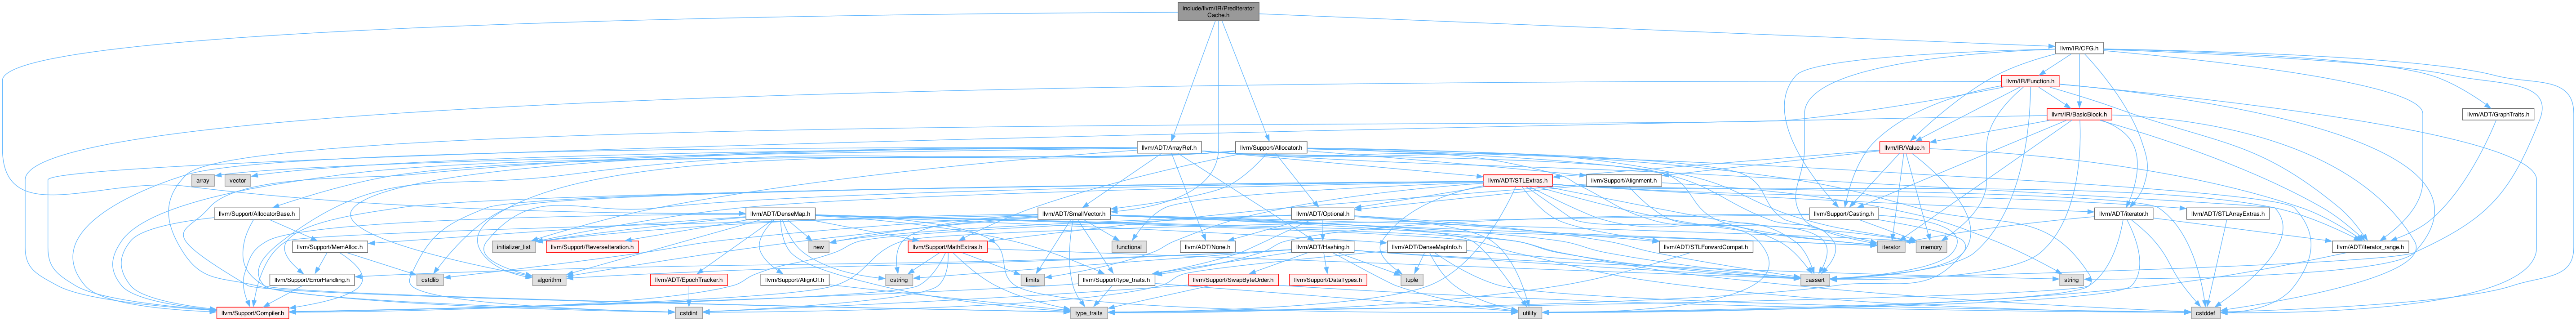 include/llvm/IR/PredIterator
Cache.h
llvm/IR/CFG.h
llvm/IR/Function.h
llvm/IR/BasicBlock.h
llvm/ADT/GraphTraits.h
llvm/ADT/ArrayRef.h
llvm/Support/Allocator.h
llvm/IR/Value.h
array
vector
llvm/ADT/STLExtras.h
llvm/Support/Alignment.h
llvm/Support/AllocatorBase.h
llvm/ADT/DenseMap.h
llvm/ADT/SmallVector.h
llvm/ADT/Optional.h
llvm/Support/Casting.h
llvm/ADT/iterator.h
llvm/ADT/STLArrayExtras.h
llvm/Support/MemAlloc.h
initializer_list
llvm/Support/ReverseIteration.h
new
llvm/Support/MathExtras.h
functional
llvm/ADT/None.h
llvm/ADT/Hashing.h
llvm/ADT/DenseMapInfo.h
llvm/ADT/STLForwardCompat.h
iterator
memory
llvm/ADT/iterator_range.h
llvm/Support/ErrorHandling.h
cstdlib
algorithm
llvm/ADT/EpochTracker.h
llvm/Support/AlignOf.h
cstring
limits
llvm/Support/type_traits.h
llvm/Support/SwapByteOrder.h
llvm/Support/DataTypes.h
tuple
cassert
string
llvm/Support/Compiler.h
cstdint
type_traits
utility
cstddef